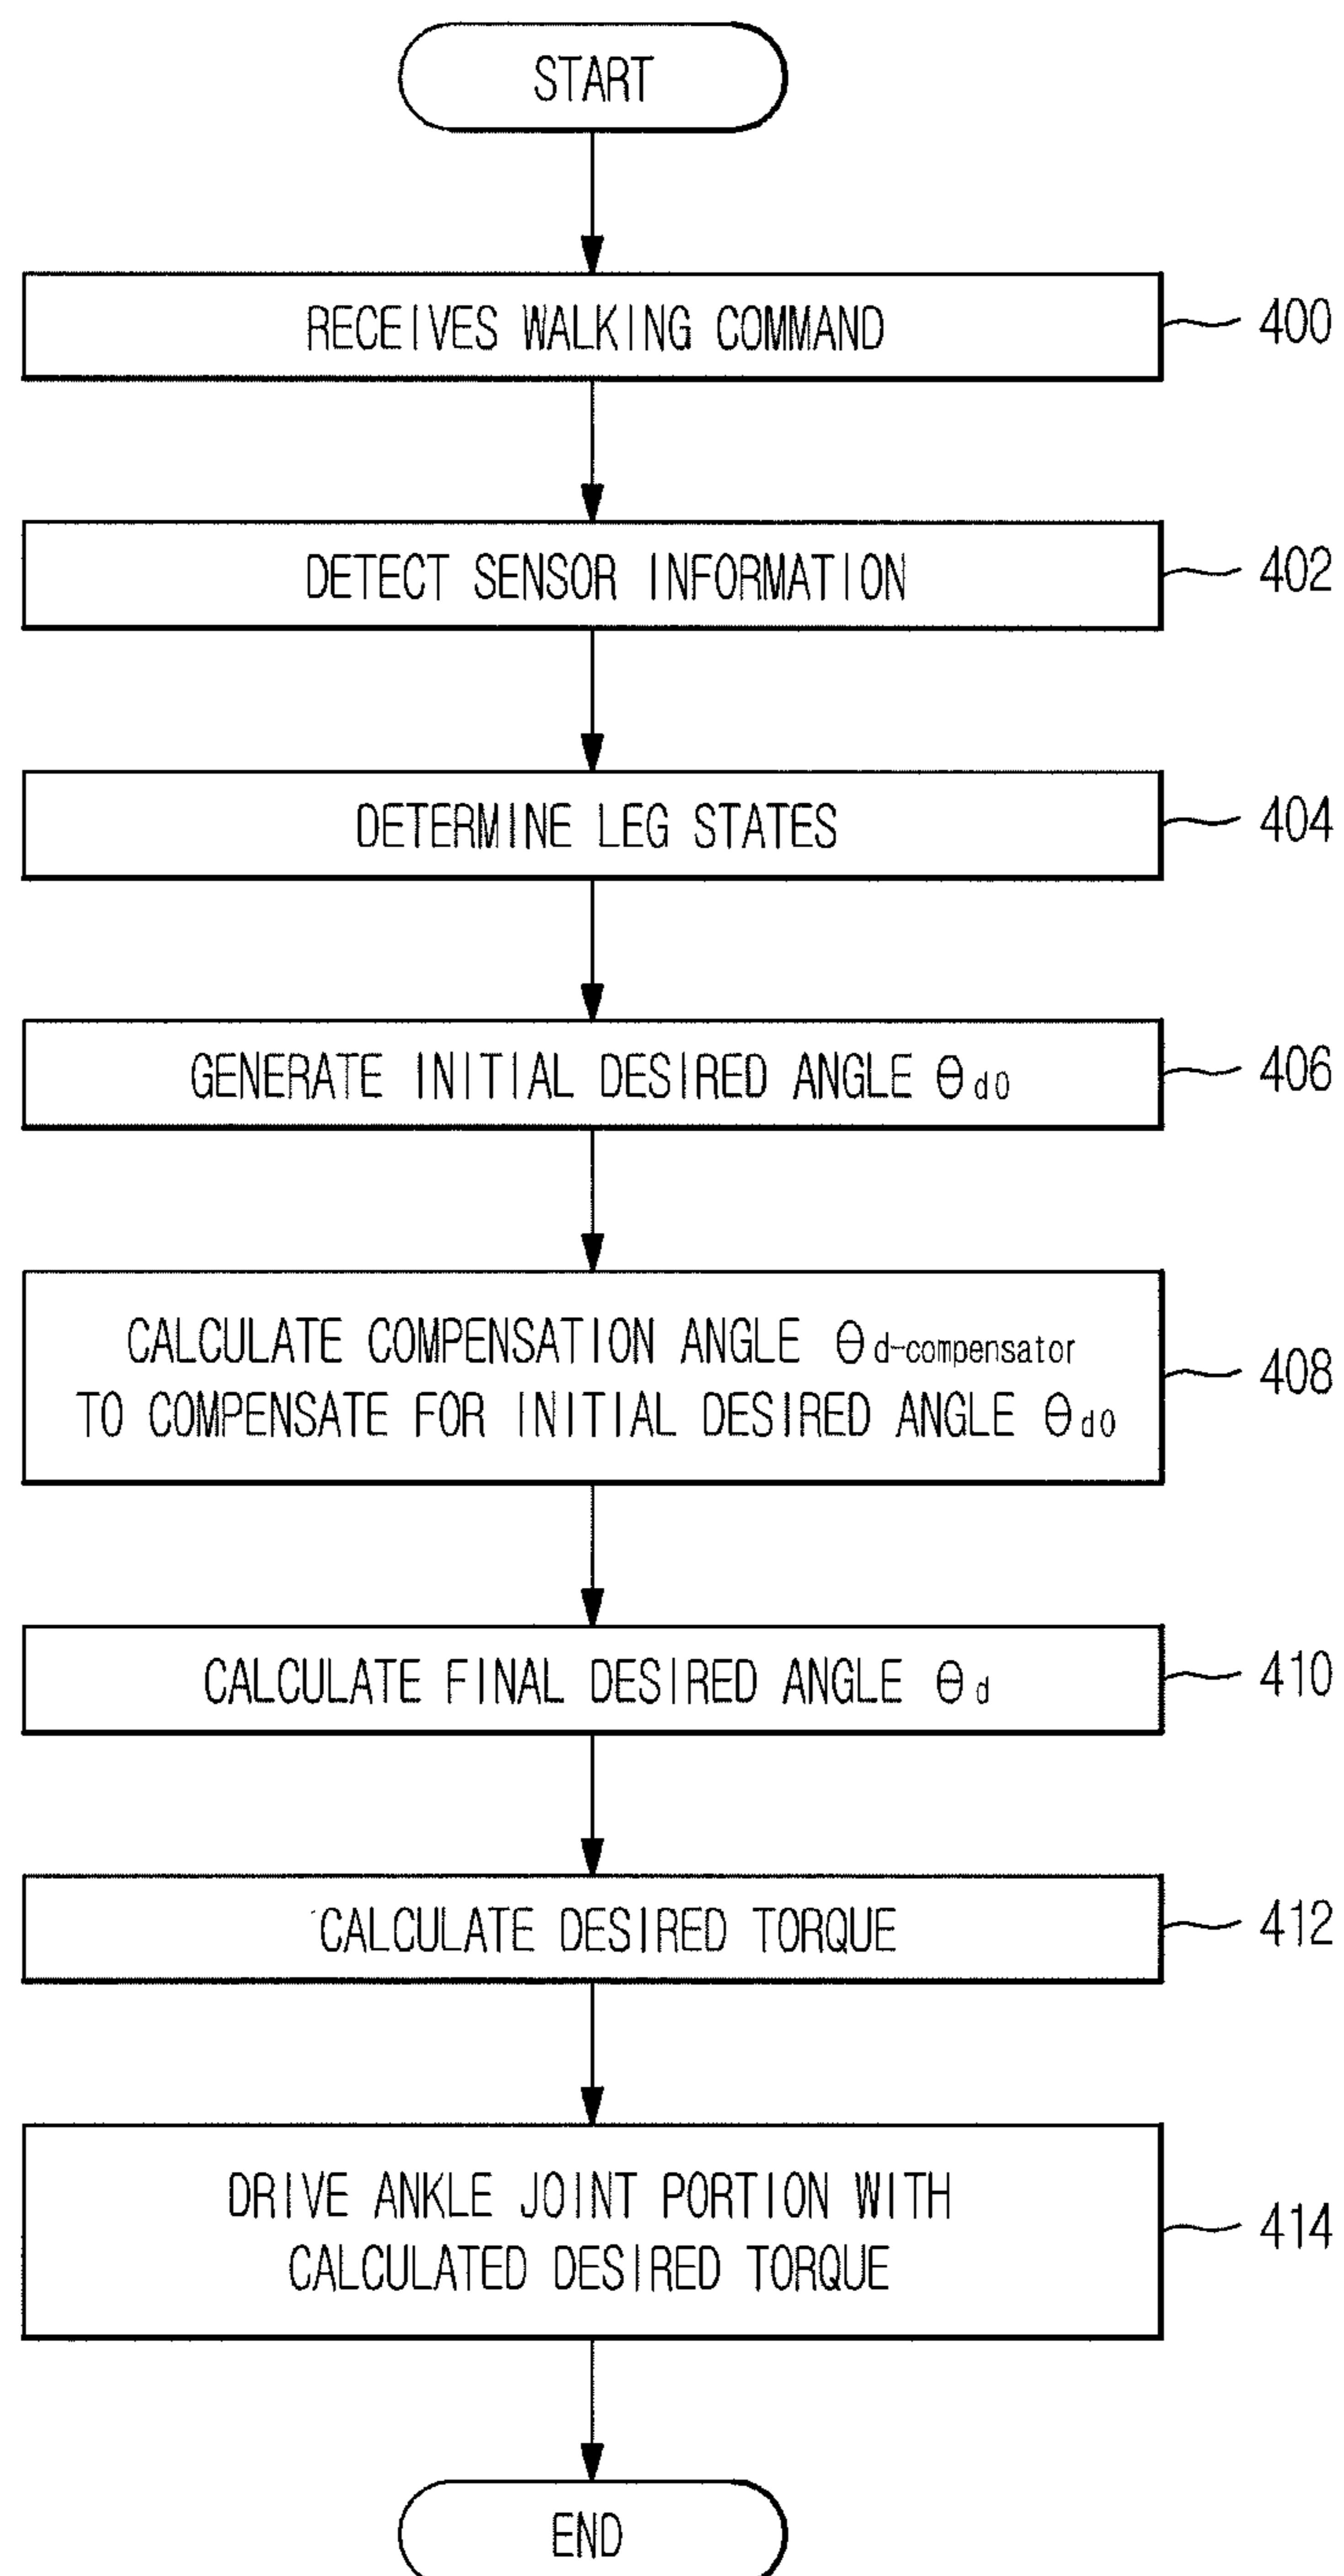 START
RECEIVES WALKING COMMAND
400
DETECT SENSOR INFORMATION
402
DETERMINE LEG STATES
404
GENERATE INITIAL DESIRED ANGLE θd0
406
CALCULATE COMPENSATION ANGLE θd-compensator
TO COMPENSATE FOR INITIAL DESIRED ANGLE θd0
408
CALCULATE FINAL DESIRED ANGLE θd
410
CALCULATE DESIRED TORQUE
412
DRIVE ANKLE JOINT PORTION WITH
CALCULATED DESIRED TORQUE
414
END